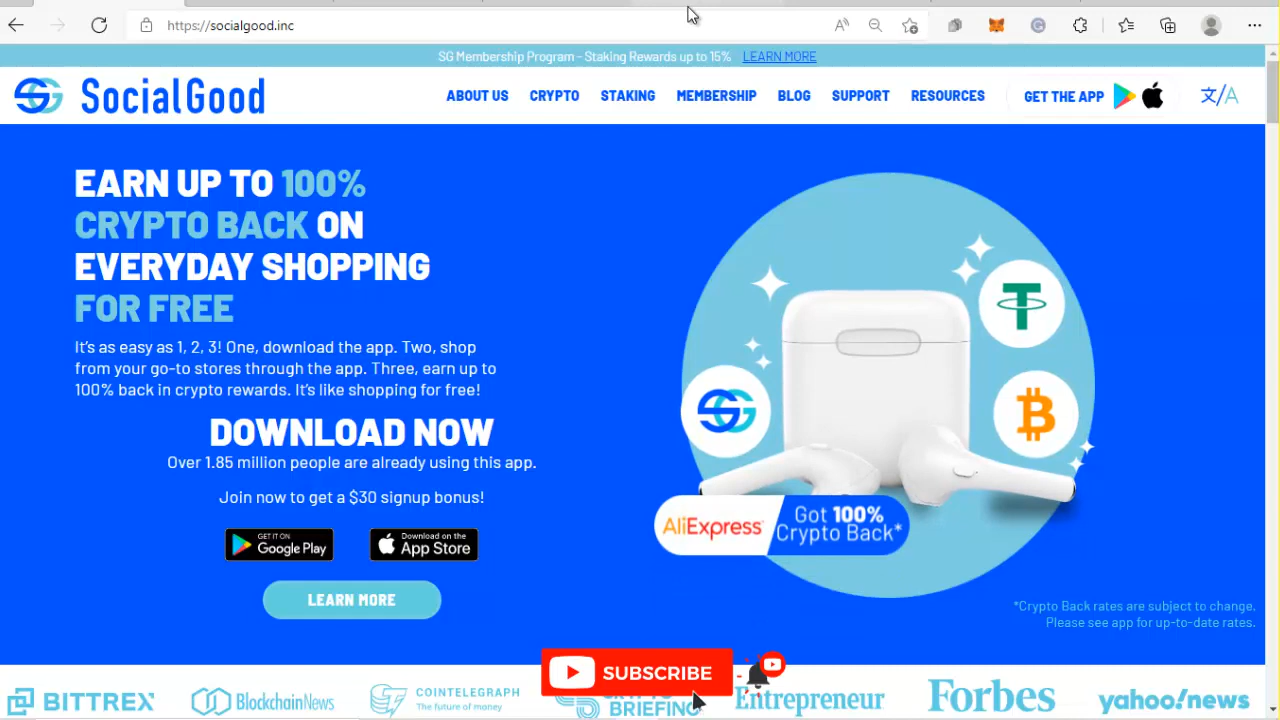 https://socialgood.inc
SG Membership Program - Staking Rewards up to 15% LEARN MORE
SocialGood
ABOUT US CRYPTO STAKING MEMBERSHIP BLOG SUPPORT RESOURCES GET THE APP
EARN UP TO 100%
CRYPTO BACK ON
EVERYDAY SHOPPING
FOR FREE
It's as easy as 1, 2, 3! One, download the app. Two, shop
from your go-to stores through the app. Three, earn up to
100% back in crypto rewards. It's like shopping for free!
DOWNLOAD NOW
Over 1.85 million people are already using this app.
Join now to get a $30 signup bonus!
GET IT ON
Google Play
Download on the
App Store
LEARN MORE
AliExpress
Got 100%
Crypto Back*
*Crypto Back rates are subject to change.
Please see app for up-to-date rates.
SUBSCRIBE
BITTREX
BlockchainNews
COINTELEGRAPH
The future of money
BRIEFING
Entrepreneur
Forbes
yahoo!news